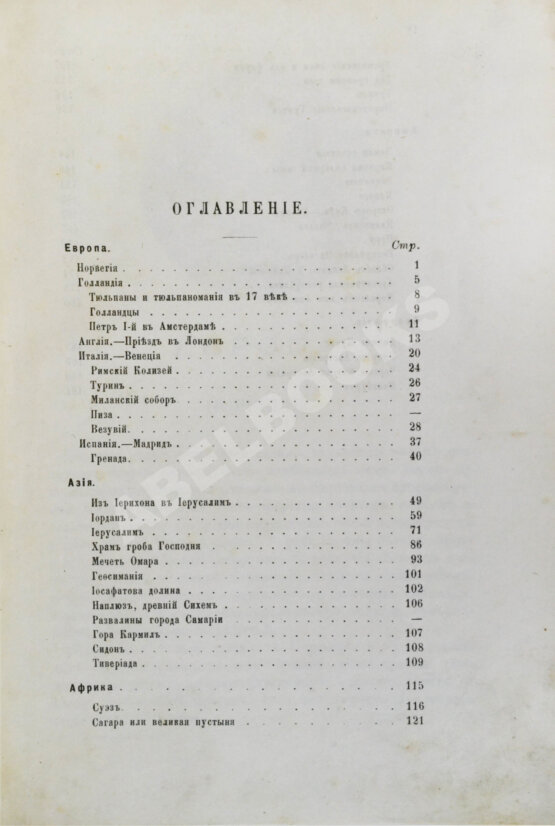 ОГЛАВЛЕНІЕ.
Европа. Стр.
Норвегія . . . . . . . . . . . . . . . . . . . . 1
Голландія . . . . . . . . . . . . . . . . . . . . 5
Тюльпаны и тюльпаноманія въ 17 вѣкѣ . . . . . . . . 8
Голландцы . . . . . . . . . . . . . . . . . . 9
Петръ I-й въ Амстердамѣ . . . . . . . . . . . . . 11
Англія.—Пріѣздъ въ Лондонъ . . . . . . . . . . . . . 13
Италія.—Венеція . . . . . . . . . . . . . . . . 20
Римскій Колизей . . . . . . . . . . . . . . . . 24
Туринъ . . . . . . . . . . . . . . . . . . . 26
Миланскій соборъ . . . . . . . . . . . . . . . . 27
Пиза . . . . . . . . . . . . . . . . . . . . —
Везувій . . . . . . . . . . . . . . . . . . . 28
Испанія.—Мадридъ . . . . . . . . . . . . . . . . 37
Гренада . . . . . . . . . . . . . . . . . . . 40
Азія.
Изъ Іерихона въ Іерусалимъ . . . . . . . . . . . . 49
Іорданъ . . . . . . . . . . . . . . . . . . . 59
Іерусалимъ . . . . . . . . . . . . . . . . . . 71
Храмъ гроба Господня . . . . . . . . . . . . . . 86
Мечеть Омара . . . . . . . . . . . . . . . . . 93
Геѳсиманія . . . . . . . . . . . . . . . . . . 101
Іосафатова долина . . . . . . . . . . . . . . . 102
Наплюзъ, древній Сихемъ . . . . . . . . . . . . . 106
Развалины города Самаріи . . . . . . . . . . . . . —
Гора Кармилъ . . . . . . . . . . . . . . . . . 107
Сидонъ . . . . . . . . . . . . . . . . . . . 108
Тиверіада . . . . . . . . . . . . . . . . . . 109
Африка . . . . . . . . . . . . . . . . . . . . 115
Суэзъ . . . . . . . . . . . . . . . . . . . 116
Сагара или великая пустыня . . . . . . . . . . . . 121
ABELBOOKS